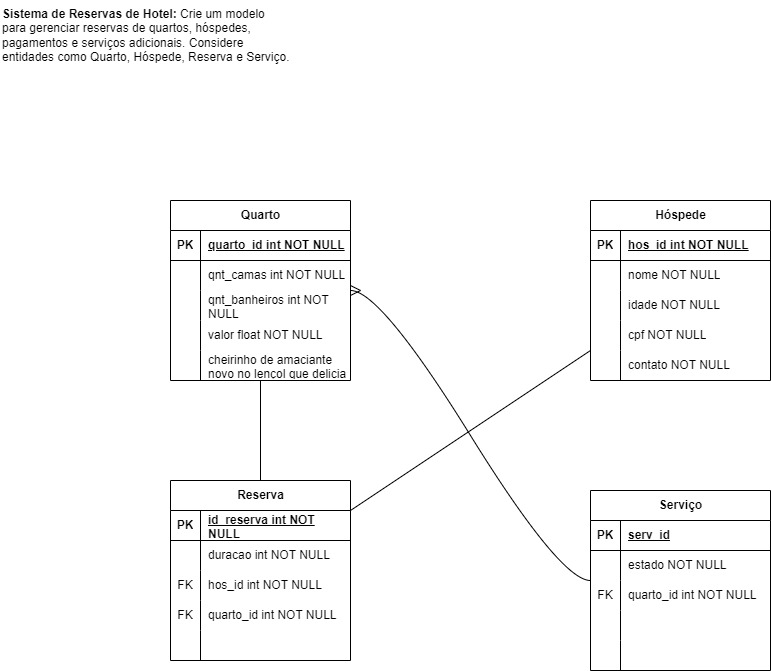 Sistema de Reservas de Hotel: Crie um modelo
para gerenciar reservas de quartos, hóspedes,
pagamentos e serviços adicionais. Considere
entidades como Quarto, Hóspede, Reserva e Serviço.
Quarto
PK quarto_id int NOT NULL
qnt_camas int NOT NULL
qnt_banheiros int NOT
NULL
valor float NOT NULL
cheirinho de amaciante
novo no lençol que delicia
Hóspede
PK hos_id int NOT NULL
nome NOT NULL
idade NOT NULL
cpf NOT NULL
contato NOT NULL
Reserva
PK id_reserva int NOT
NULL
duracao int NOT NULL
FK hos_id int NOT NULL
FK quarto_id int NOT NULL
Serviço
PK serv_id
estado NOT NULL
FK quarto_id int NOT NULL